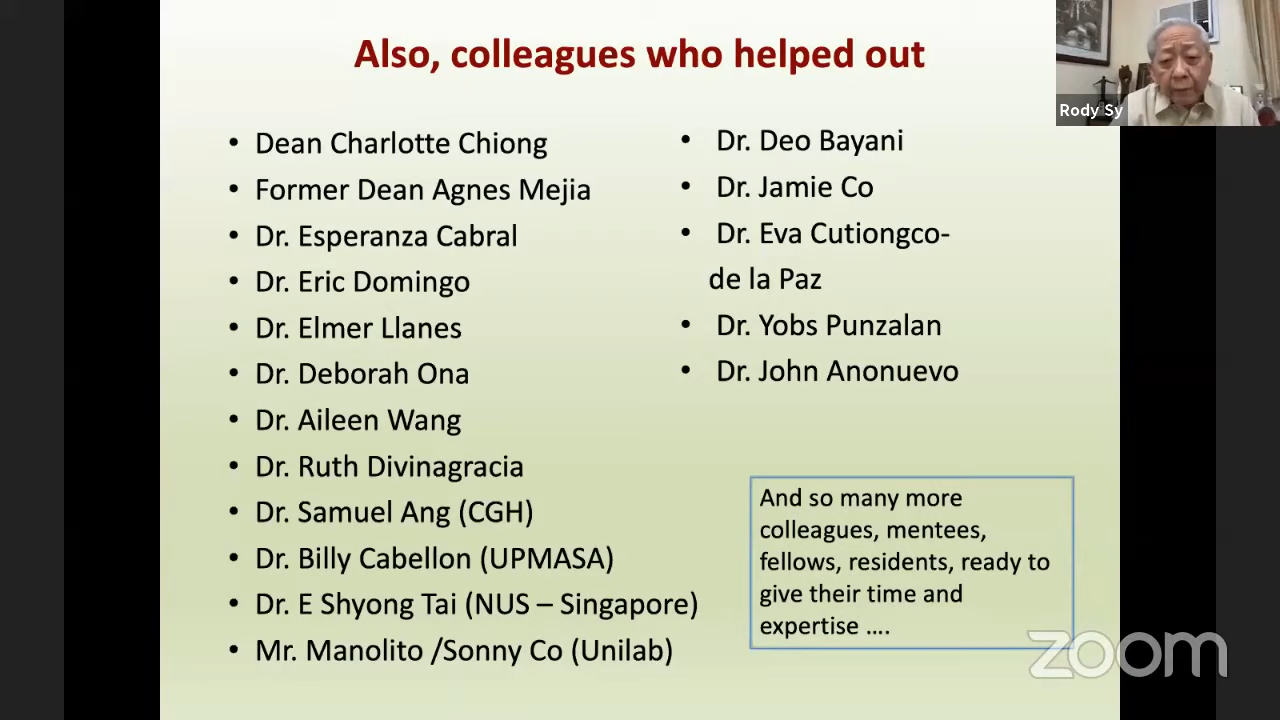 Also, colleagues who helped out
Rody Sy
• Dean Charlotte Chiong
• Former Dean Agnes Mejia
• Dr. Esperanza Cabral
• Dr. Eric Domingo
• Dr. Elmer Llanes
• Dr. Deborah Ona
• Dr. Aileen Wang
• Dr. Ruth Divinagracia
• Dr. Samuel Ang (CGH)
• Dr. Billy Cabellon (UPMASA)
• Dr. E Shyong Tai (NUS – Singapore)
• Mr. Manolito /Sonny Co (Unilab)
• Dr. Deo Bayani
• Dr. Jamie Co
• Dr. Eva Cutiongco-
de la Paz
• Dr. Yobs Punzalan
• Dr. John Anonuevo
And so many more
colleagues, mentees,
fellows, residents, ready to
give their time and
expertise ....
zoom